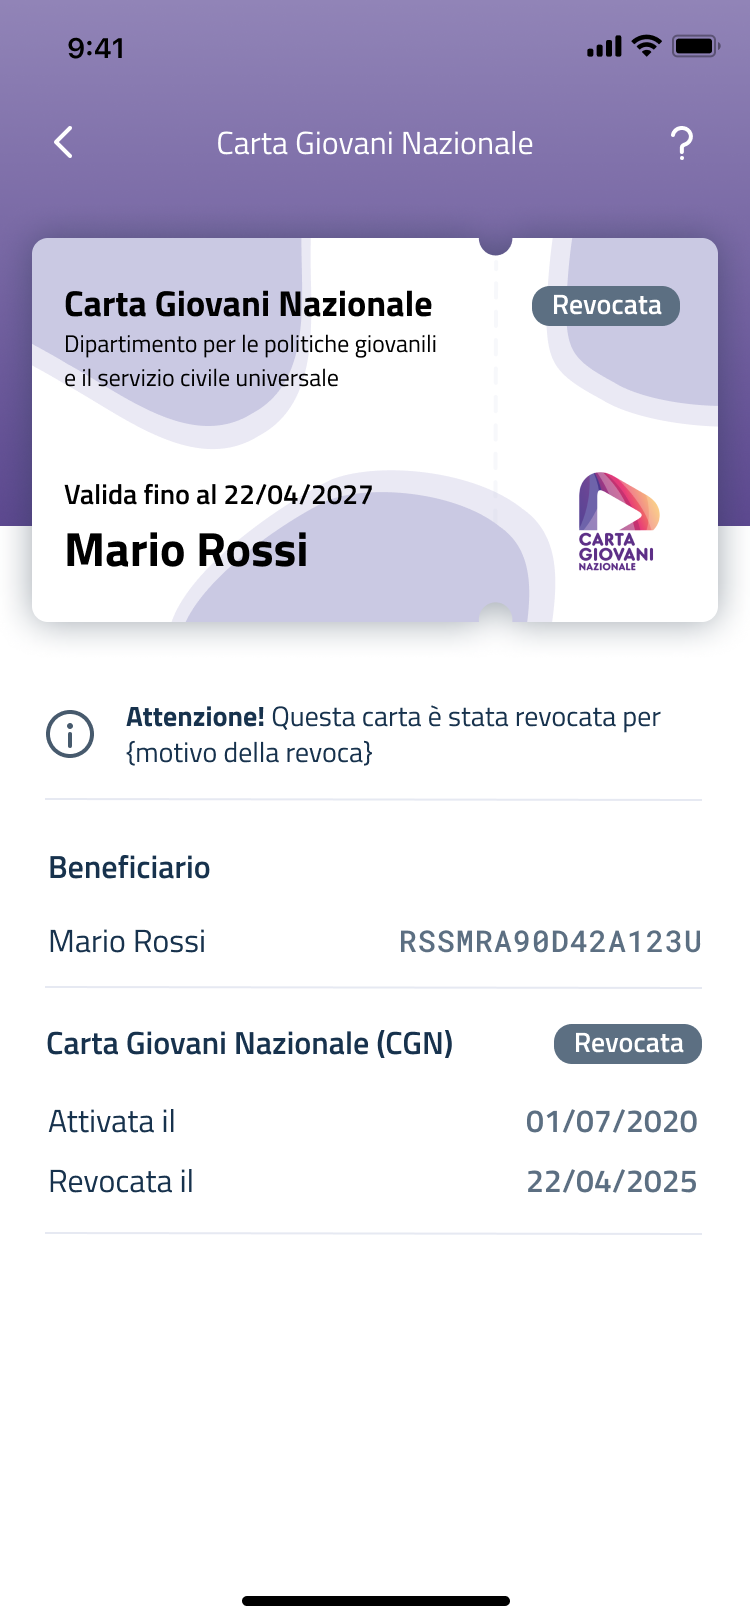 9:41
Carta Giovani Nazionale
Carta Giovani Nazionale
Revocata
Dipartimento per le politiche giovanili
e il servizio civile universale
Valida fino al 22/04/2027
Mario Rossi
CARTA
GIOVANI
NAZIONALE
Attenzione! Questa carta è stata revocata per
{motivo della revoca}
Beneficiario
Mario Rossi RSSMRA90D42A123U
Carta Giovani Nazionale (CGN) Revocata
Attivata il 01/07/2020
Revocata il 22/04/2025